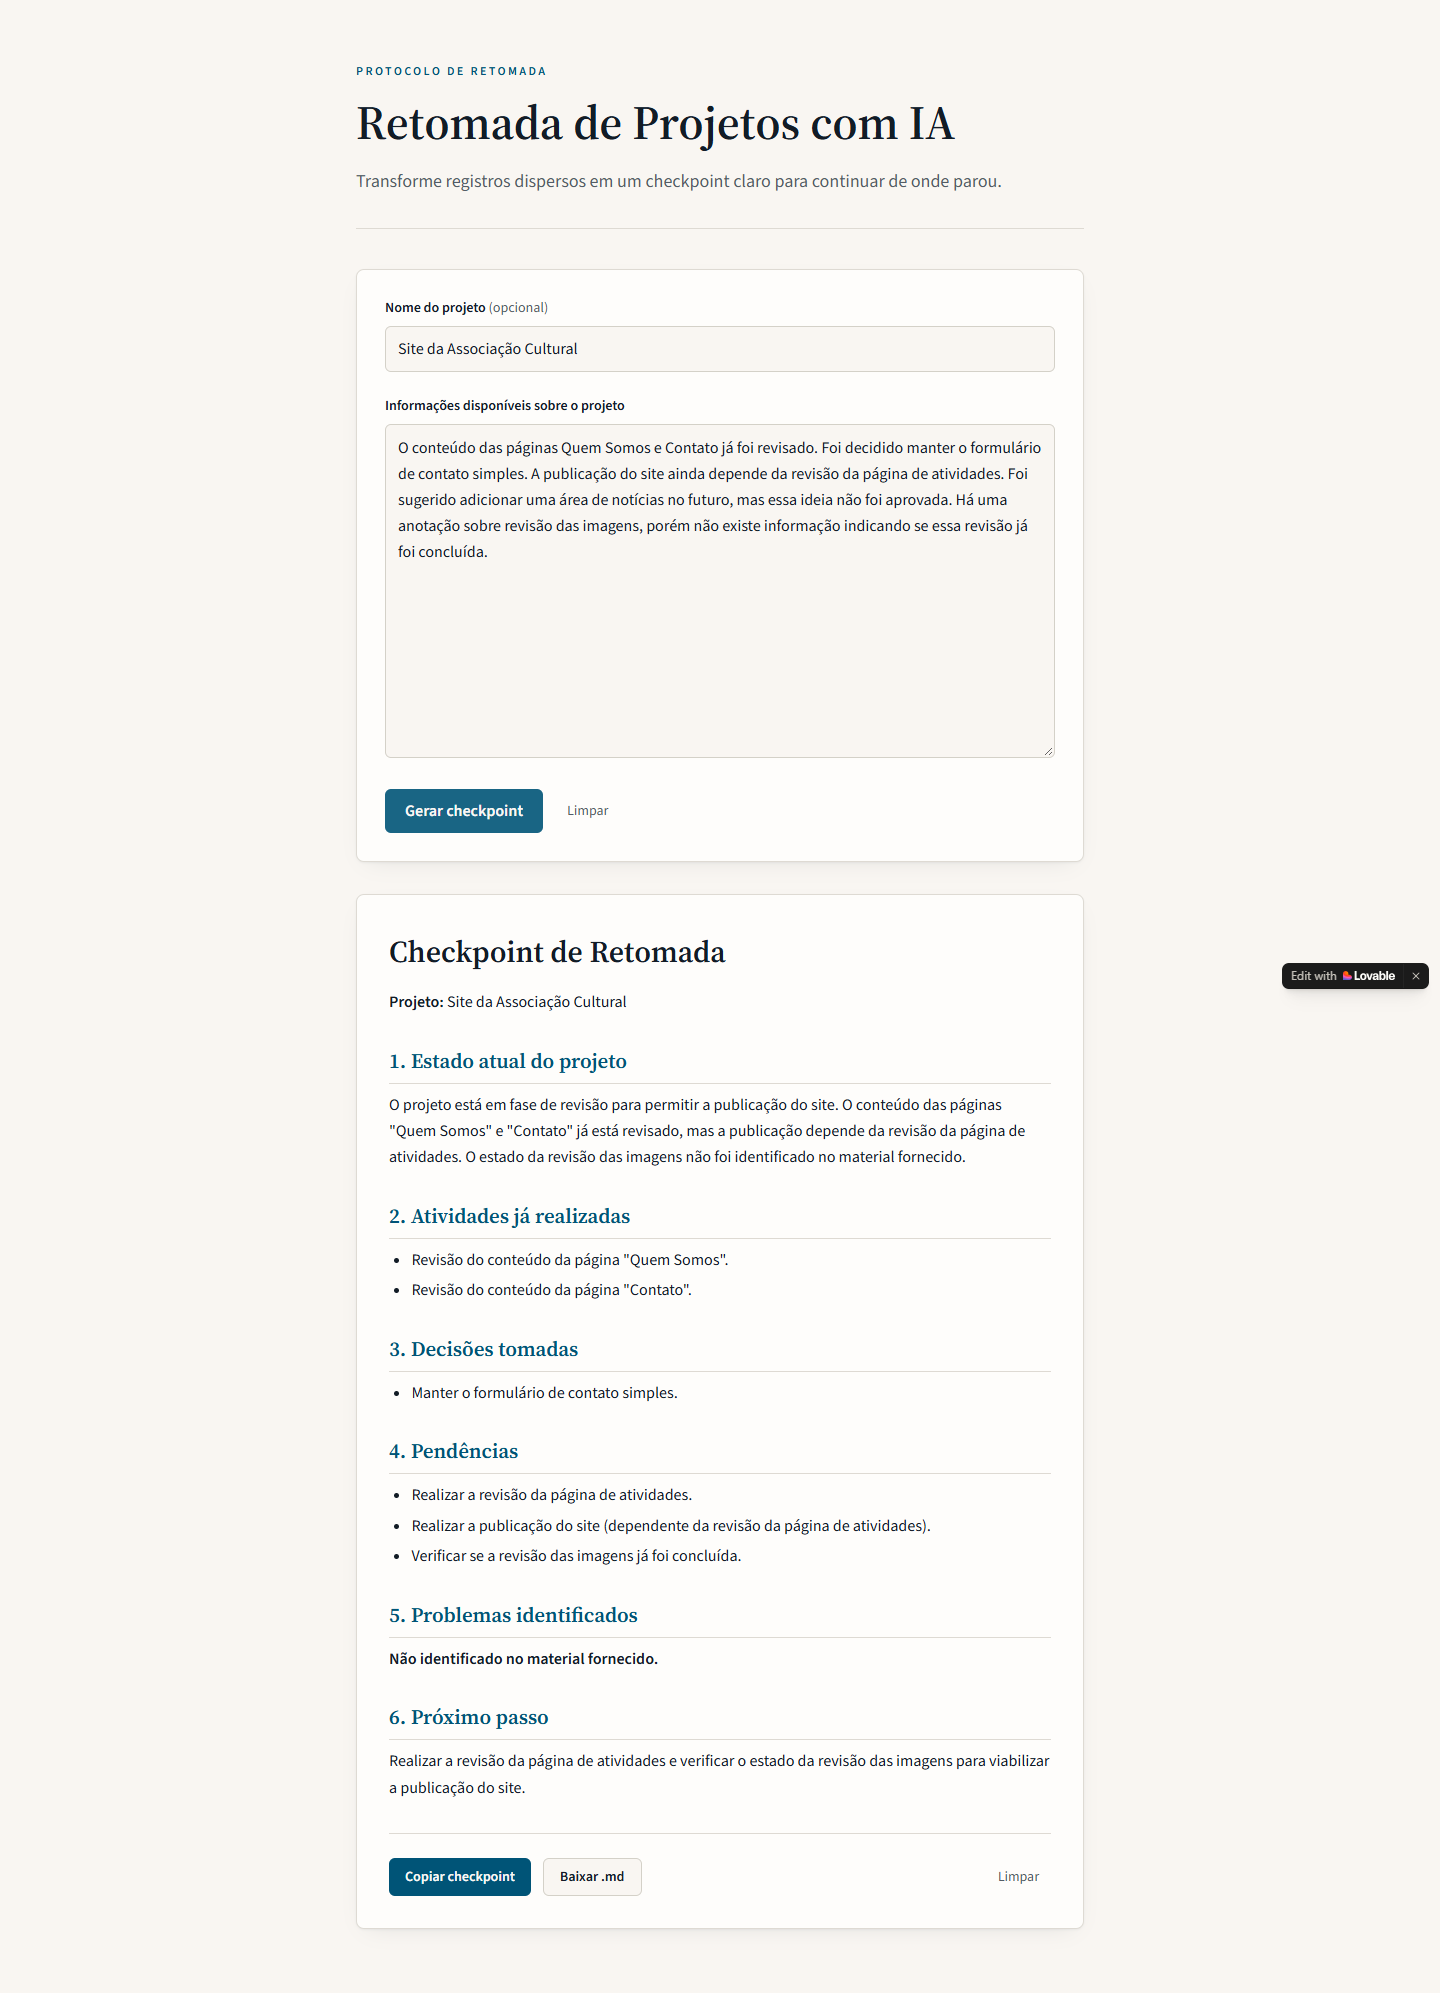 PROTOCOLO DE RETOMADA
Retomada de Projetos com IA
Transforme registros dispersos em um checkpoint claro para continuar de onde parou.
Nome do projeto (opcional)
Site da Associação Cultural
Informações disponíveis sobre o projeto
O conteúdo das páginas Quem Somos e Contato já foi revisado. Foi decidido manter o formulário
de contato simples. A publicação do site ainda depende da revisão da página de atividades. Foi
sugerido adicionar uma área de notícias no futuro, mas essa ideia não foi aprovada. Há uma
anotação sobre revisão das imagens, porém não existe informação indicando se essa revisão já
foi concluída.
Gerar checkpoint
Limpar
Checkpoint de Retomada
Projeto: Site da Associação Cultural
1. Estado atual do projeto
O projeto está em fase de revisão para permitir a publicação do site. O conteúdo das páginas
"Quem Somos" e "Contato" já está revisado, mas a publicação depende da revisão da página de
atividades. O estado da revisão das imagens não foi identificado no material fornecido.
2. Atividades já realizadas
• Revisão do conteúdo da página "Quem Somos".
• Revisão do conteúdo da página "Contato".
3. Decisões tomadas
• Manter o formulário de contato simples.
4. Pendências
• Realizar a revisão da página de atividades.
• Realizar a publicação do site (dependente da revisão da página de atividades).
• Verificar se a revisão das imagens já foi concluída.
5. Problemas identificados
Não identificado no material fornecido.
6. Próximo passo
Realizar a revisão da página de atividades e verificar o estado da revisão das imagens para viabilizar
a publicação do site.
Copiar checkpoint
Baixar .md
Limpar
Edit with Lovable